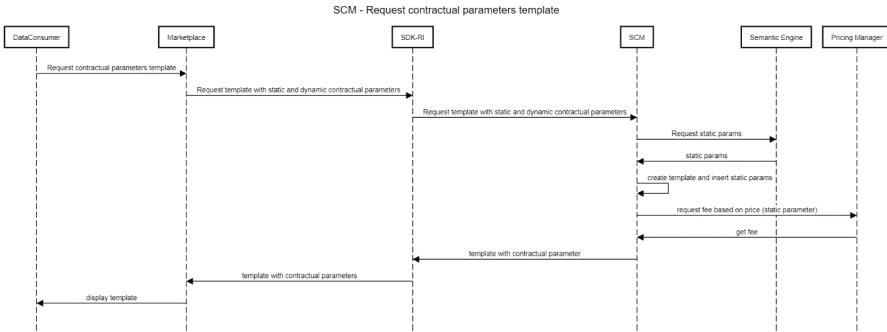 SCM - Request contractual parameters template
DataConsumer
Marketplace
SDK-RI
SCM
Semantic Engine
Pricing Manager
Request contractual parameters template
Request template with static and dynamic contractual parameters
Request template with static and dynamic contractual parameters
Request static params
static params
create template and insert static params
request fee based on price (static parameter)
get fee
template with contractual parameter
template with contractual parameters
display template